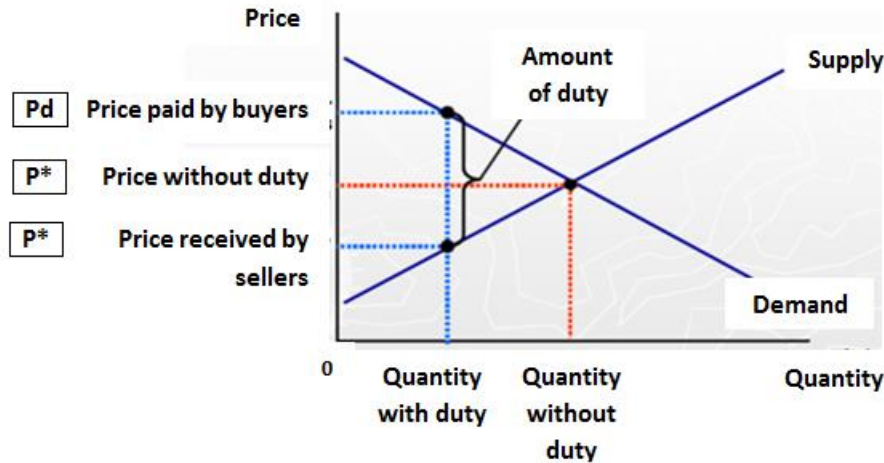 Price
Amount
of duty
Supply
Pd Price paid by buyers
P* Price without duty
P* Price received by
sellers
Demand
0
Quantity
with duty
Quantity
without
duty
Quantity